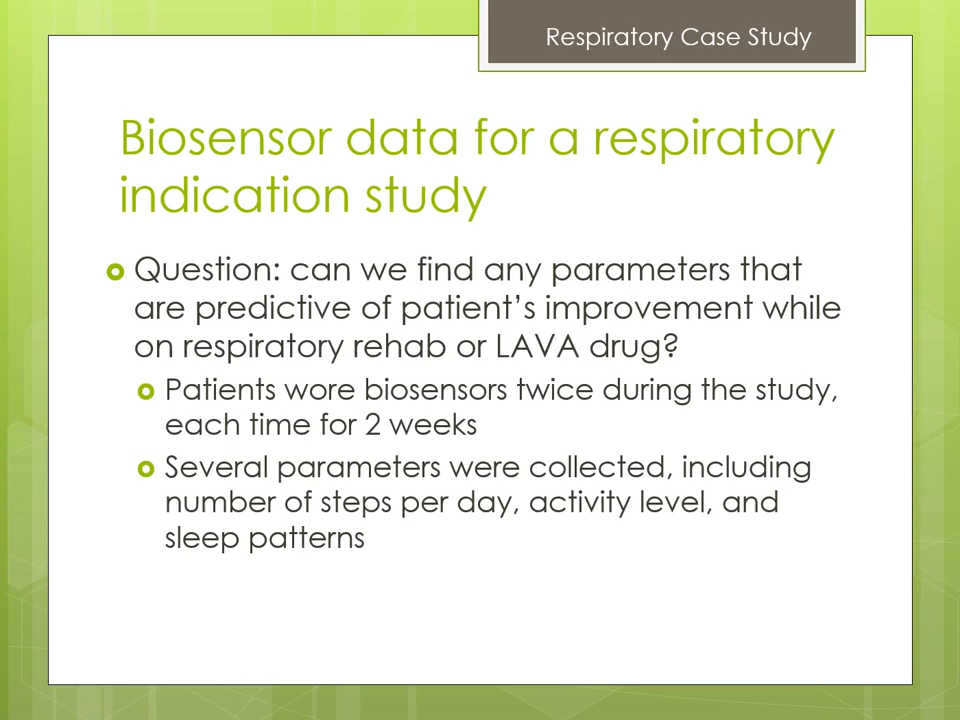 Respiratory Case Study
Biosensor data for a respiratory
indication study
Question: can we find any parameters that
are predictive of patient’s improvement while
on respiratory rehab or LAVA drug?
Patients wore biosensors twice during the study,
each time for 2 weeks
Several parameters were collected, including
number of steps per day, activity level, and
sleep patterns